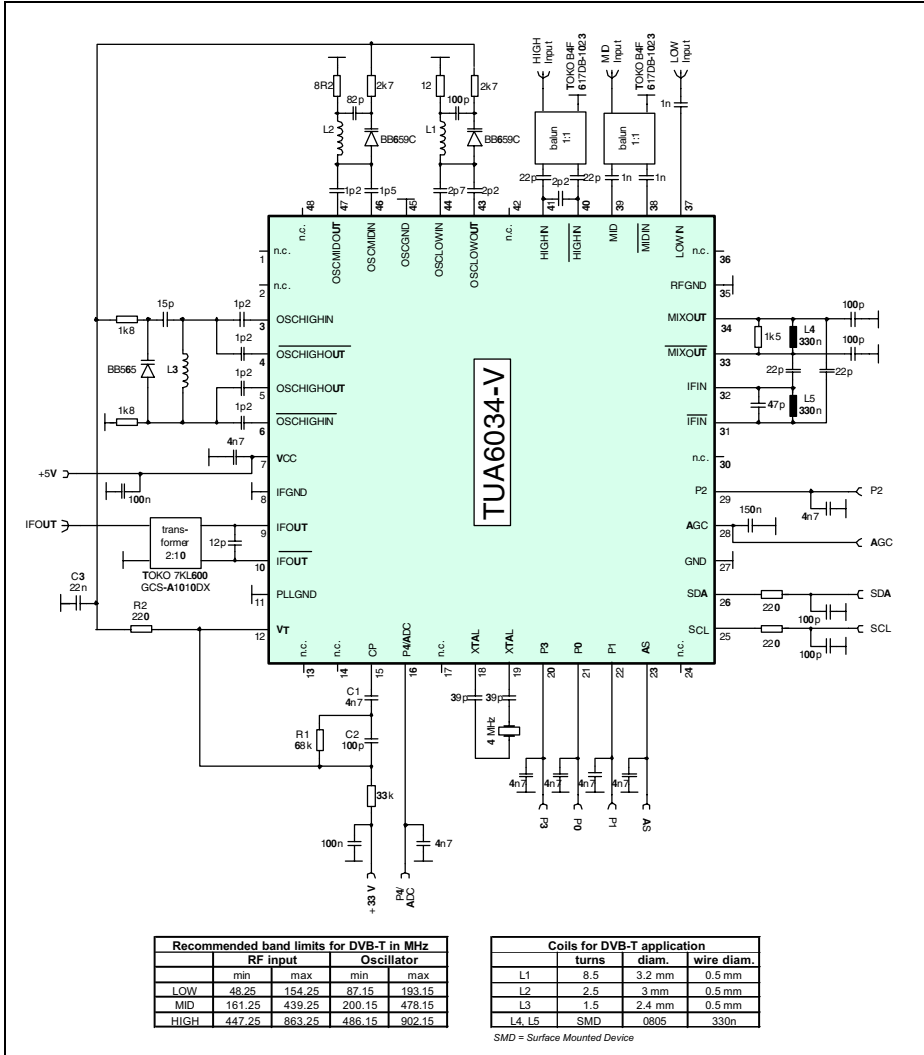 HIGH Input
TOKO B4F 617DB-1023
MID Input
TOKO B4F 617DB-1023
LOW Input
8R2
2k7
12
2k7
82p
100p
1n
L2
BB659C
L1
BB659C
balun 1:1
balun 1:1
22p
2p2
22p
1n
1n
1p2
1p5
2p7
2p2
48
47
46
45
44
43
42
41
40
39
38
37
n.c.
OSCMIDOUT
OSCMIDIN
OSCGND
OSCLOWIN
OSCLOWOUT
n.c.
HIGHIN
HIGHIN
MID
MIDIN
LOWIN
1
n.c.
2
n.c.
3
OSCHIGHIN
4
OSCHIGHOUT
5
OSCHIGHOUT
6
OSCHIGHIN
7
VCC
8
IFGND
9
IFOUT
10
IFOUT
11
PLLGND
12
VT
15p
1p2
1k8
1p2
BB565
L3
1p2
1k8
1p2
4n7
+5V
100n
IFOUT
trans-
former
2:10
12p
TOKO 7KL600
GCS-A1010DX
C3
22n
R2
220
TUA6034-V
n.c.
36
RFGND
35
MIXOUT
34
MIXOUT
33
IFIN
32
IFIN
31
n.c.
30
P2
29
AGC
28
GND
27
SDA
26
SCL
25
100p
1k5
L4
330n
100p
22p
22p
47p
L5
330n
P2
4n7
150n
AGC
220
SDA
100p
220
SCL
100p
n.c.
n.c.
CP
P4/ADC
n.c.
XTAL
XTAL
P3
P0
P1
AS
n.c.
13
14
15
16
17
18
19
20
21
22
23
24
C1
4n7
R1
68k
C2
100p
33k
100n
4n7
+33 V
P4/
ADC
39p
39p
4 MHz
4n7
4n7
4n7
4n7
P3
P0
P1
AS
Recommended band limits for DVB-T in MHz
RF input Oscillator
min max min max
LOW 48.25 154.25 87.15 193.15
MID 161.25 439.25 200.15 478.15
HIGH 447.25 863.25 486.15 902.15
Coils for DVB-T application
turns diam. wire diam.
L1 8.5 3.2 mm 0.5 mm
L2 2.5 3 mm 0.5 mm
L3 1.5 2.4 mm 0.5 mm
L4, L5 SMD 0805 330n
SMD = Surface Mounted Device